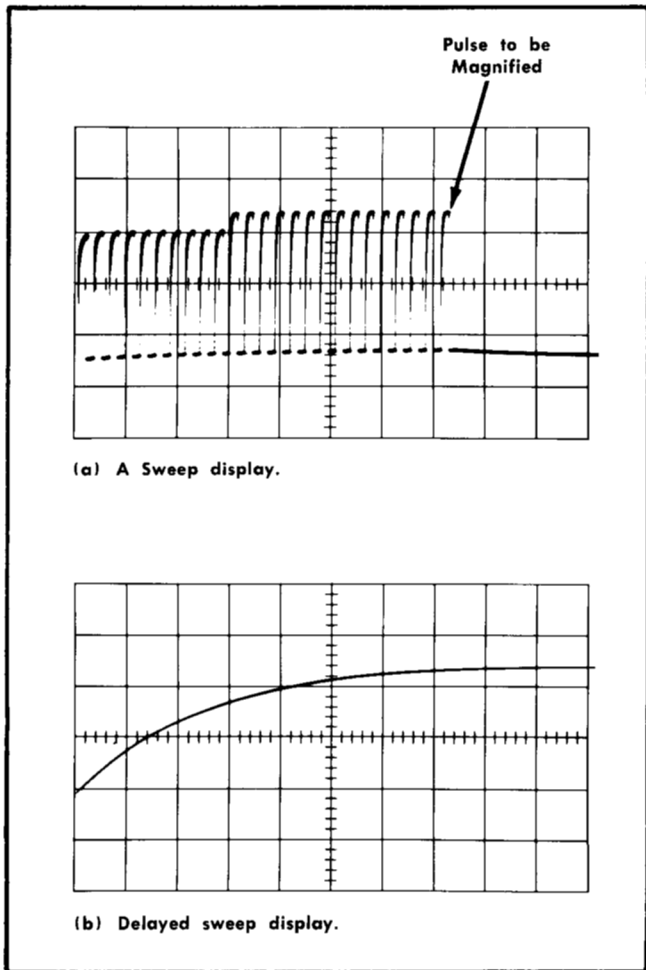 Pulse to be
Magnified
(a) A Sweep display.
(b) Delayed sweep display.